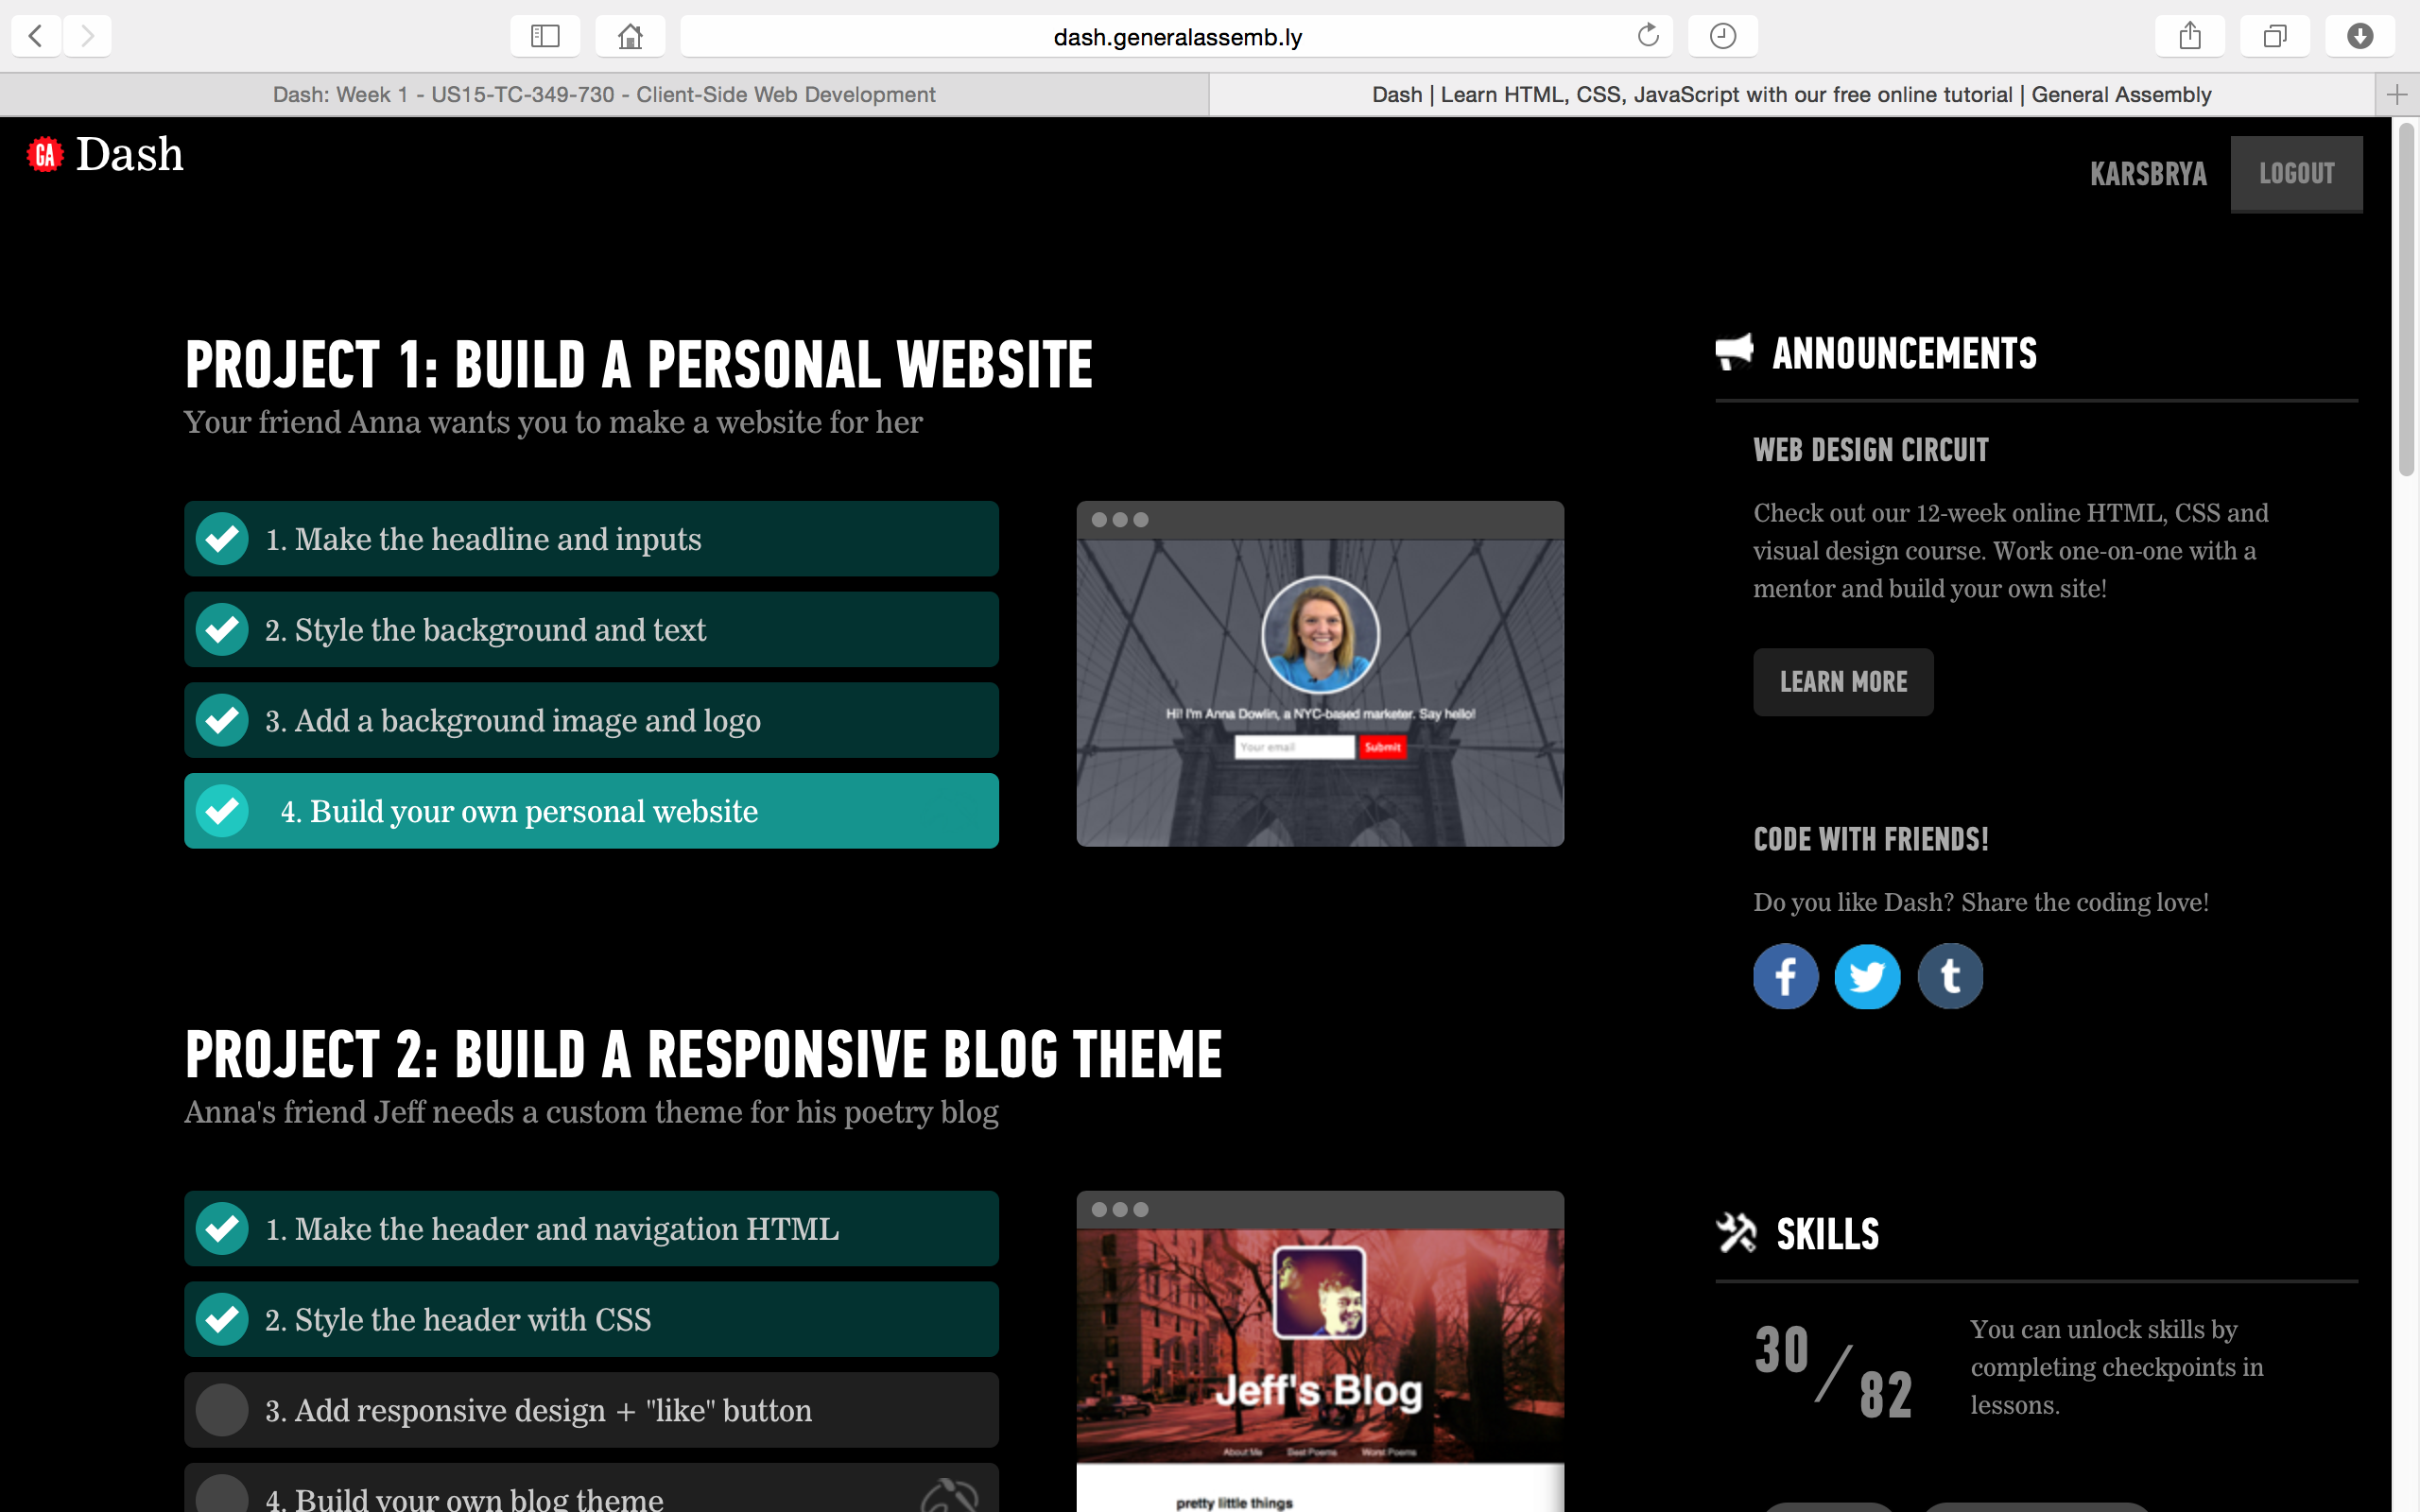 dash.generalassemb.ly
Dash: Week 1 - US15-TC-349-730 - Client-Side Web Development
Dash | Learn HTML, CSS, JavaScript with our free online tutorial | General Assembly
GA Dash
KARSBRYA
LOGOUT
PROJECT 1: BUILD A PERSONAL WEBSITE
Your friend Anna wants you to make a website for her
1. Make the headline and inputs
2. Style the background and text
3. Add a background image and logo
4. Build your own personal website
Hi! I'm Anna Dowlin, a NYC-based marketer. Say hello!
Your email
Submit
ANNOUNCEMENTS
WEB DESIGN CIRCUIT
Check out our 12-week online HTML, CSS and
visual design course. Work one-on-one with a
mentor and build your own site!
LEARN MORE
CODE WITH FRIENDS!
Do you like Dash? Share the coding love!
f
t
PROJECT 2: BUILD A RESPONSIVE BLOG THEME
Anna's friend Jeff needs a custom theme for his poetry blog
1. Make the header and navigation HTML
2. Style the header with CSS
3. Add responsive design + "like" button
4. Build your own blog theme
Jeff's Blog
About Me
Best Poems
Worst Poems
pretty little things
SKILLS
30/82
You can unlock skills by
completing checkpoints in
lessons.